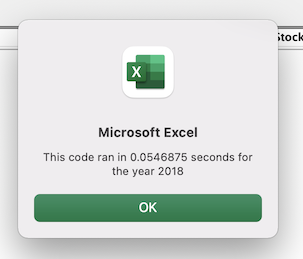 Stock
X
Microsoft Excel
This code ran in 0.0546875 seconds for
the year 2018
OK